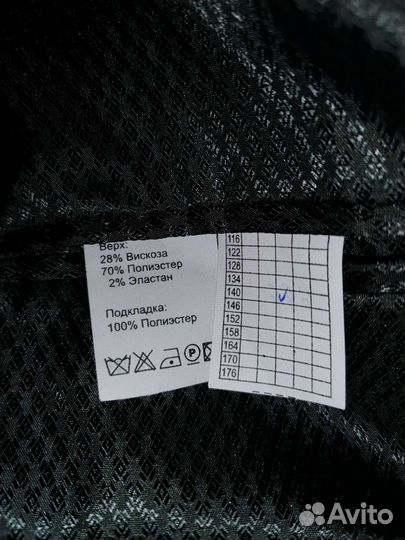 Верх:
28% Вискоза
70% Полиэстер
2% Эластан
Подкладка:
100% Полиэстер
P
116
122
128
134
140
146
152
158
164
170
176
Avito